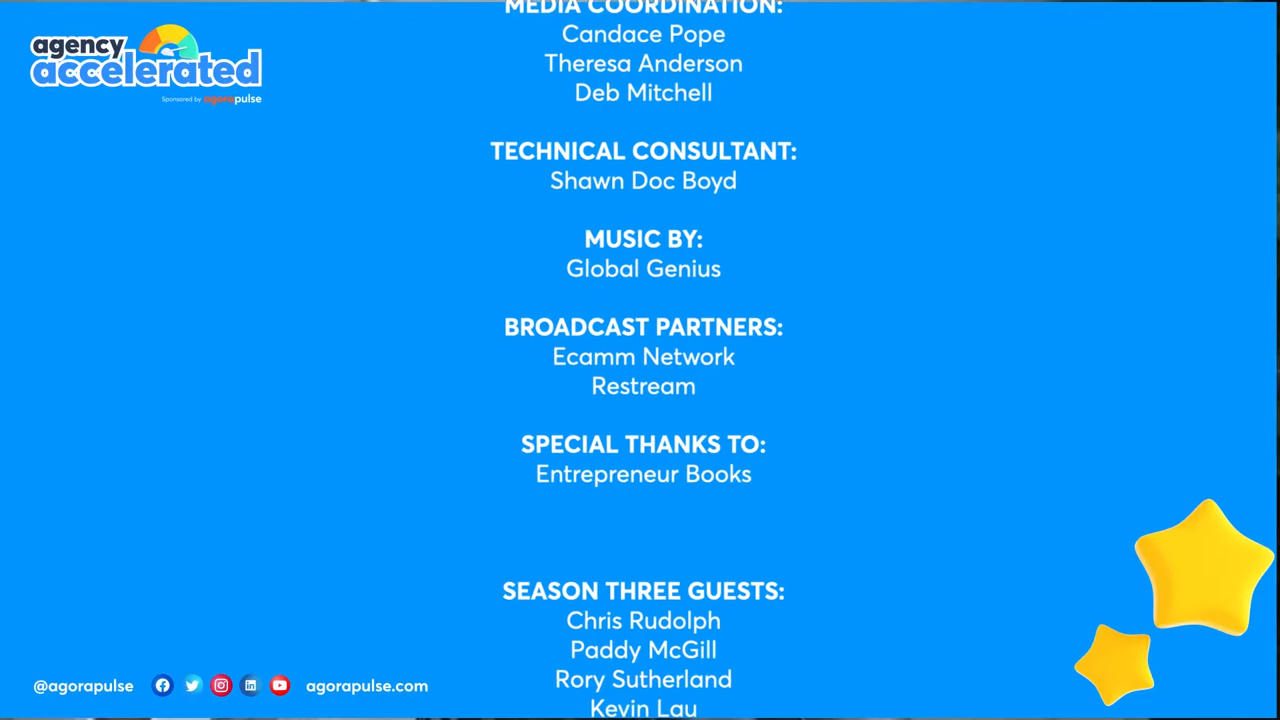 MEDIA COORDINATION:
Candace Pope
Theresa Anderson
Deb Mitchell
agency
accelerated
Sponsored by agorapulse
TECHNICAL CONSULTANT:
Shawn Doc Boyd
MUSIC BY:
Global Genius
BROADCAST PARTNERS:
Ecamm Network
Restream
SPECIAL THANKS TO:
Entrepreneur Books
SEASON THREE GUESTS:
Chris Rudolph
Paddy McGill
Rory Sutherland
Kevin Lau
@agorapulse
agorapulse.com